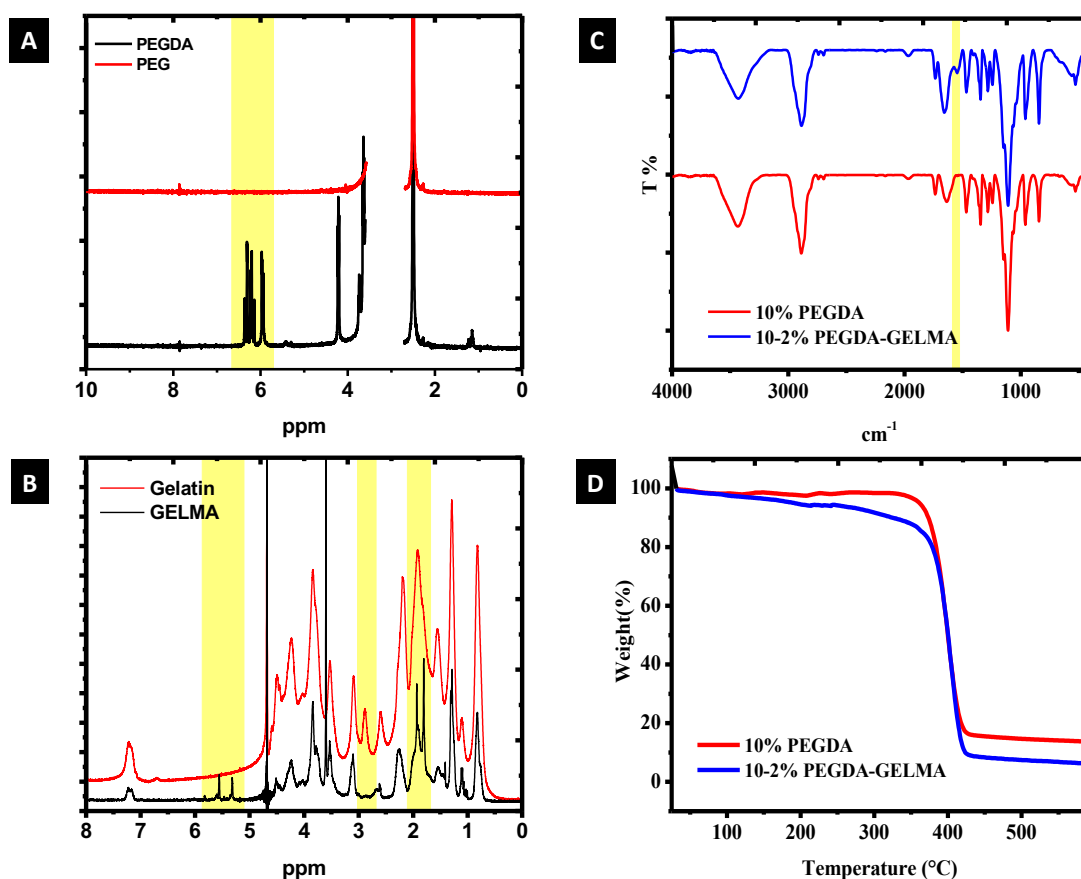 A
PEGDA
PEG
10 8 6 4 2 0
ppm
B
Gelatin
GELMA
8 7 6 5 4 3 2 1 0
ppm
C
T %
10% PEGDA
10-2% PEGDA-GELMA
4000 3000 2000 1000
cm-1
D
Weight(%)
100
80
60
40
20
0
10% PEGDA
10-2% PEGDA-GELMA
100 200 300 400 500
Temperature (°C)